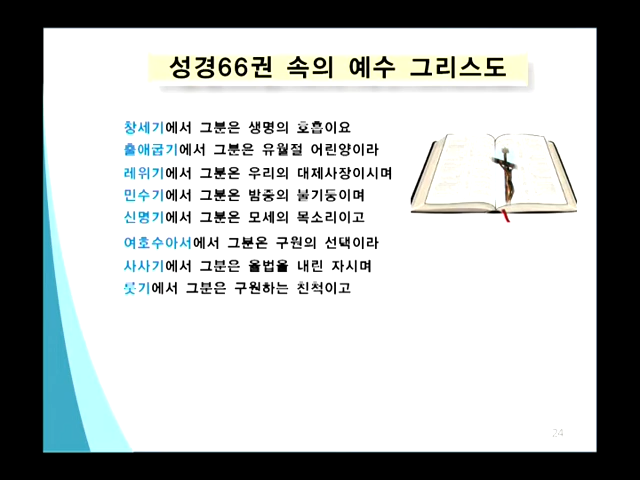 성경66권 속의 예수 그리스도
창세기에서 그분은 생명의 호흡이요
출애굽기에서 그분은 유월절 어린양이라
레위기에서 그분은 우리의 대제사장이시며
민수기에서 그분은 밤중의 불기둥이며
신명기에서 그분은 모세의 목소리이고
여호수아서에서 그분은 구원의 선택이라
사사기에서 그분은 율법을 내린 자시며
룻기에서 그분은 구원하는 친척이고
24